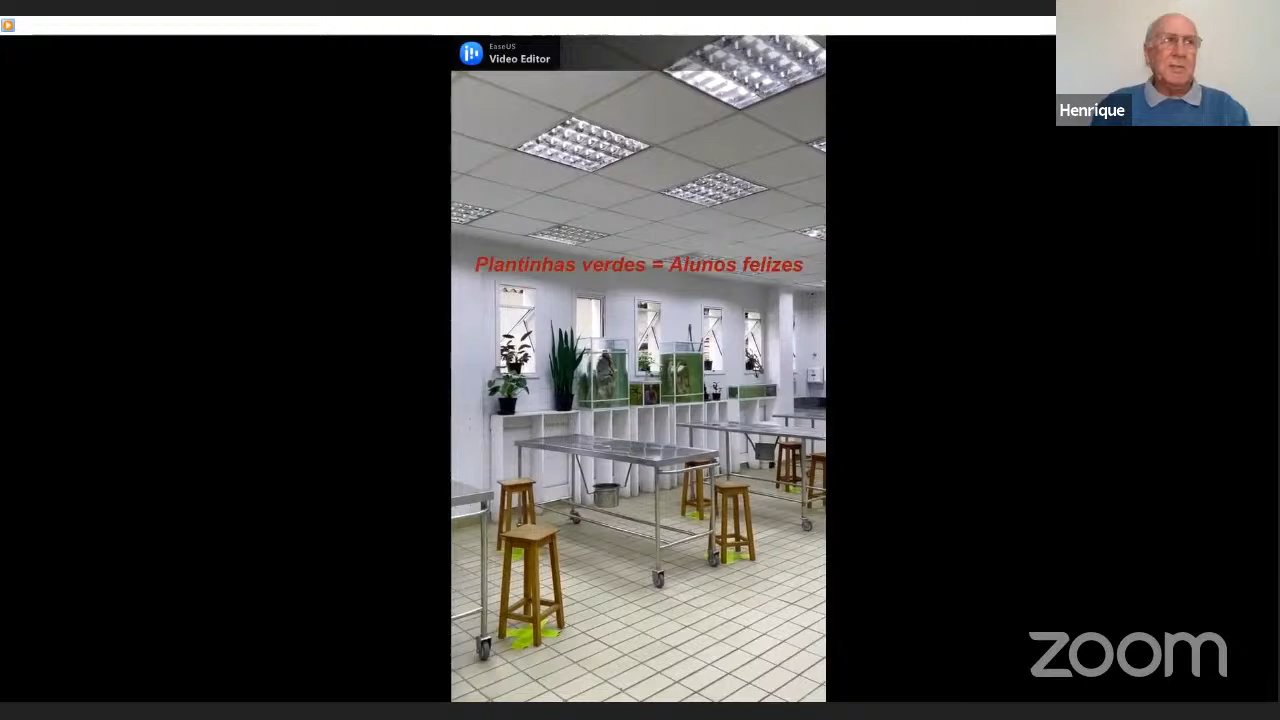 EaseUS
Video Editor
Henrique
Plantinhas verdes = Alunos felizes
zoom